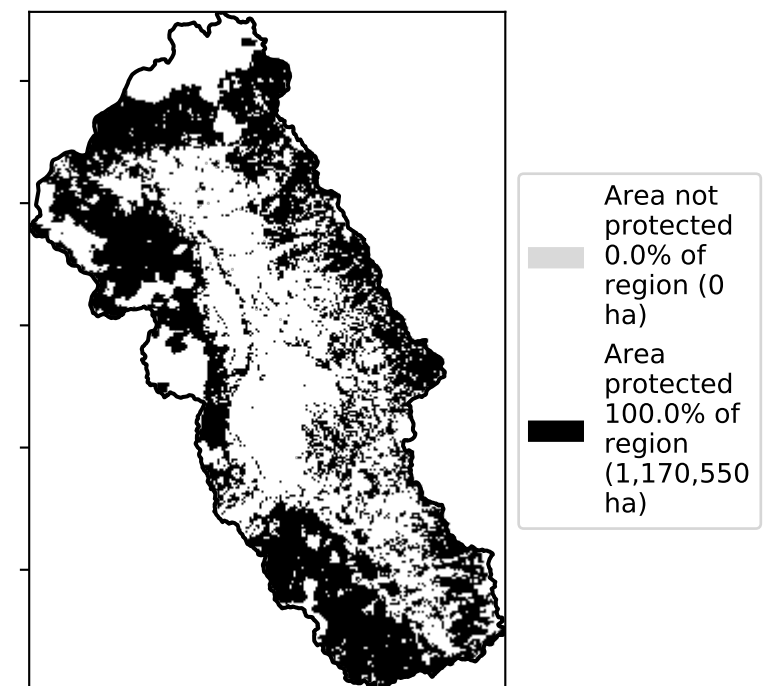 Area not
protected
0.0% of
region (0
ha)
Area
protected
100.0% of
region
(1,170,550
ha)